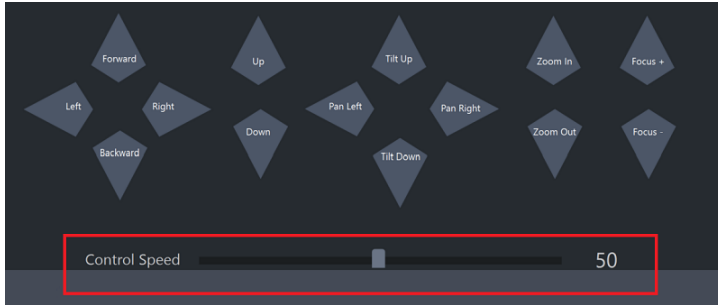 Forward
Left
Right
Backward
Up
Down
Tilt Up
Pan Left
Pan Right
Tilt Down
Zoom In
Zoom Out
Focus +
Focus -
Control Speed 50